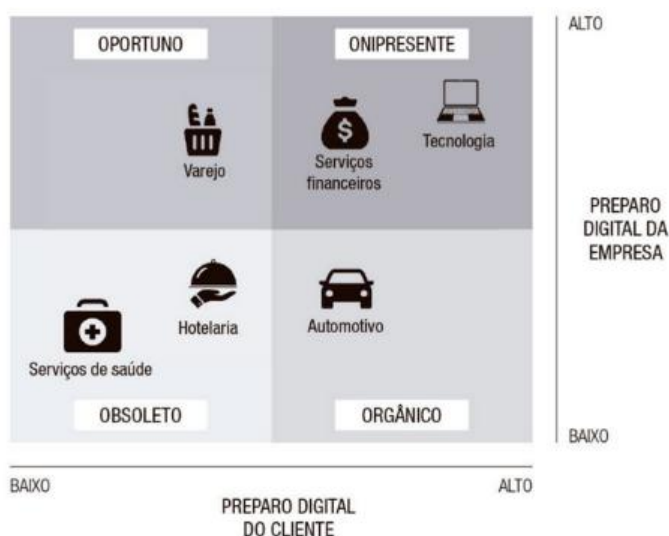 OPORTUNO
ONIPRESENTE
ALTO
Varejo
Serviços
financeiros
Tecnologia
PREPARO
DIGITAL DA
EMPRESA
Serviços de saúde
Hotelaria
Automotivo
OBSOLETO
ORGÂNICO
BAIXO
BAIXO
ALTO
PREPARO DIGITAL
DO CLIENTE